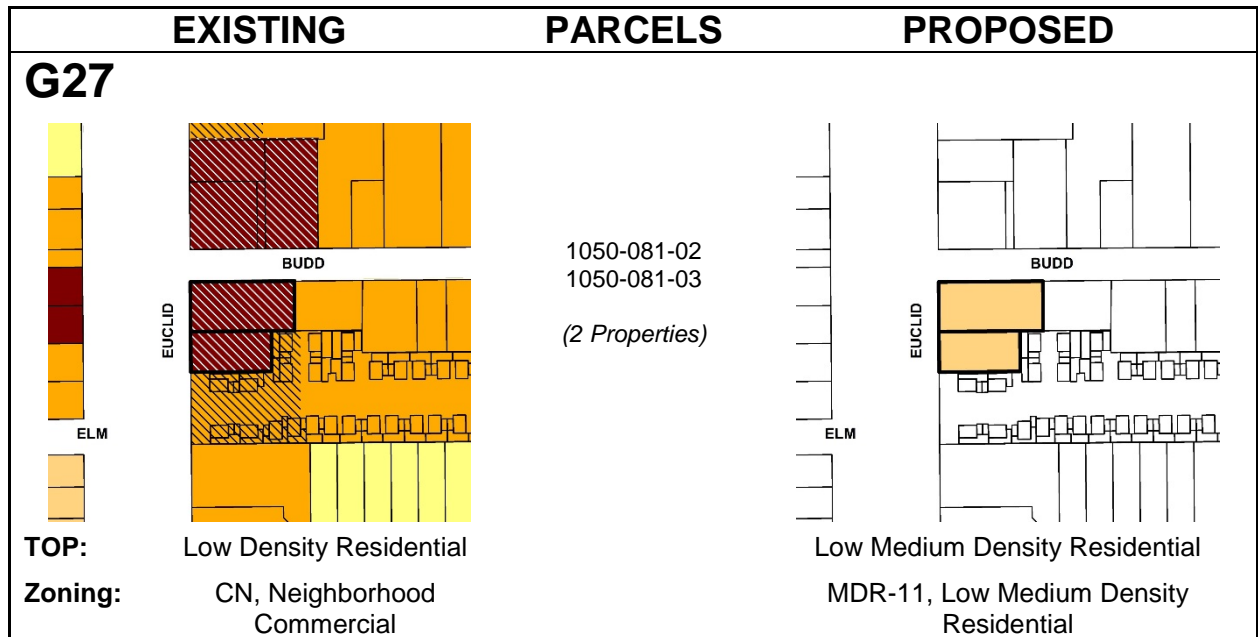 EXISTING PARCELS PROPOSED
G27
BUDD
EUCLID
ELM
1050-081-02
1050-081-03
(2 Properties)
BUDD
EUCLID
ELM
TOP: Low Density Residential Low Medium Density Residential
Zoning: CN, Neighborhood MDR-11, Low Medium Density
Commercial Residential